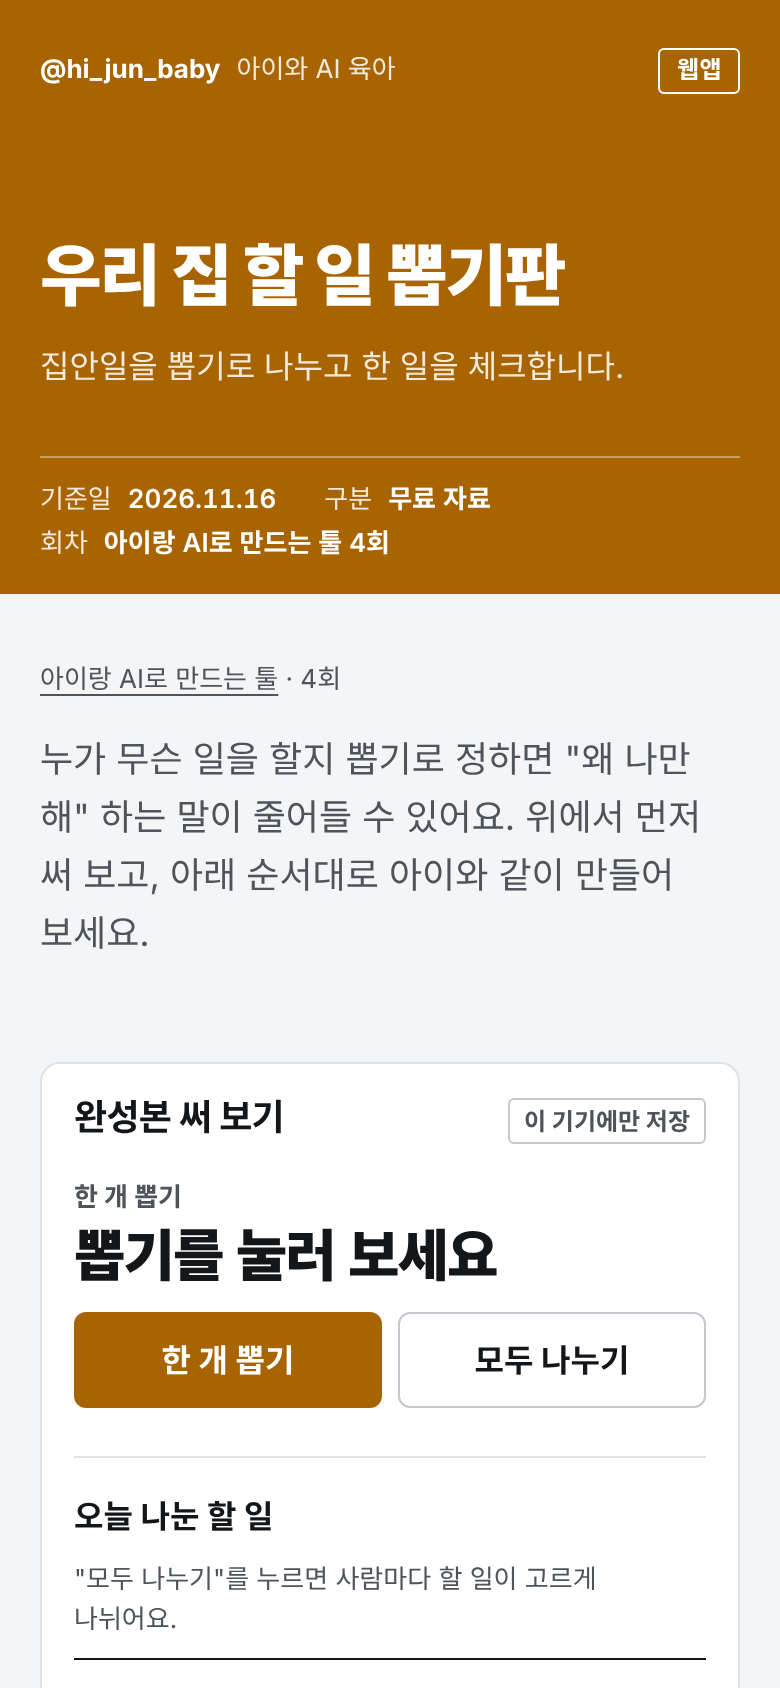 @hi_jun_baby 아이와 AI 육아
웹앱
우리 집 할 일 뽑기판
집안일을 뽑기로 나누고 한 일을 체크합니다.
기준일 2026.11.16 구분 무료 자료
회차 아이랑 AI로 만드는 툴 4회
아이랑 AI로 만드는 툴 · 4회
누가 무슨 일을 할지 뽑기로 정하면 "왜 나만
해" 하는 말이 줄어들 수 있어요. 위에서 먼저
써 보고, 아래 순서대로 아이와 같이 만들어
보세요.
완성본 써 보기
이 기기에만 저장
한 개 뽑기
뽑기를 눌러 보세요
한 개 뽑기
모두 나누기
오늘 나눈 할 일
"모두 나누기"를 누르면 사람마다 할 일이 고르게
나뉘어요.